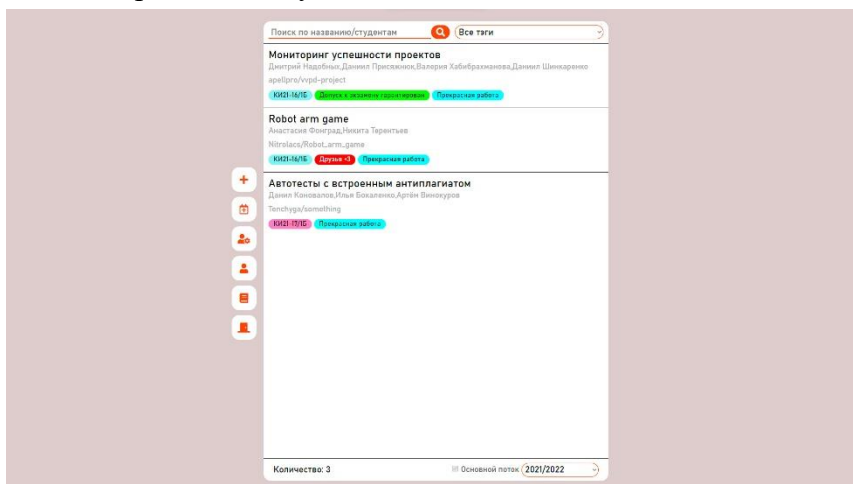 Поиск по названию/студентам
Все тэги
Мониторинг успешности проектов
Дмитрий Надобных,Даниил Присяжнюк,Валерия Хабибрахманова,Даниил Шинкаренко
apellpro/vvpd-project
КИ21-16/1Б Допуск к экзамену гарантирован Прекрасная работа
Robot arm game
Анастасия Фонград,Никита Терентьев
Nitrolacs/Robot_arm_game
КИ21-16/1Б Друзья <3 Прекрасная работа
Автотесты с встроенным антиплагиатом
Данил Коновалов,Илья Бокаленко,Артём Винокуров
Tenchyga/something
КИ21-17/1Б Прекрасная работа
Количество: 3
Основной поток 2021/2022